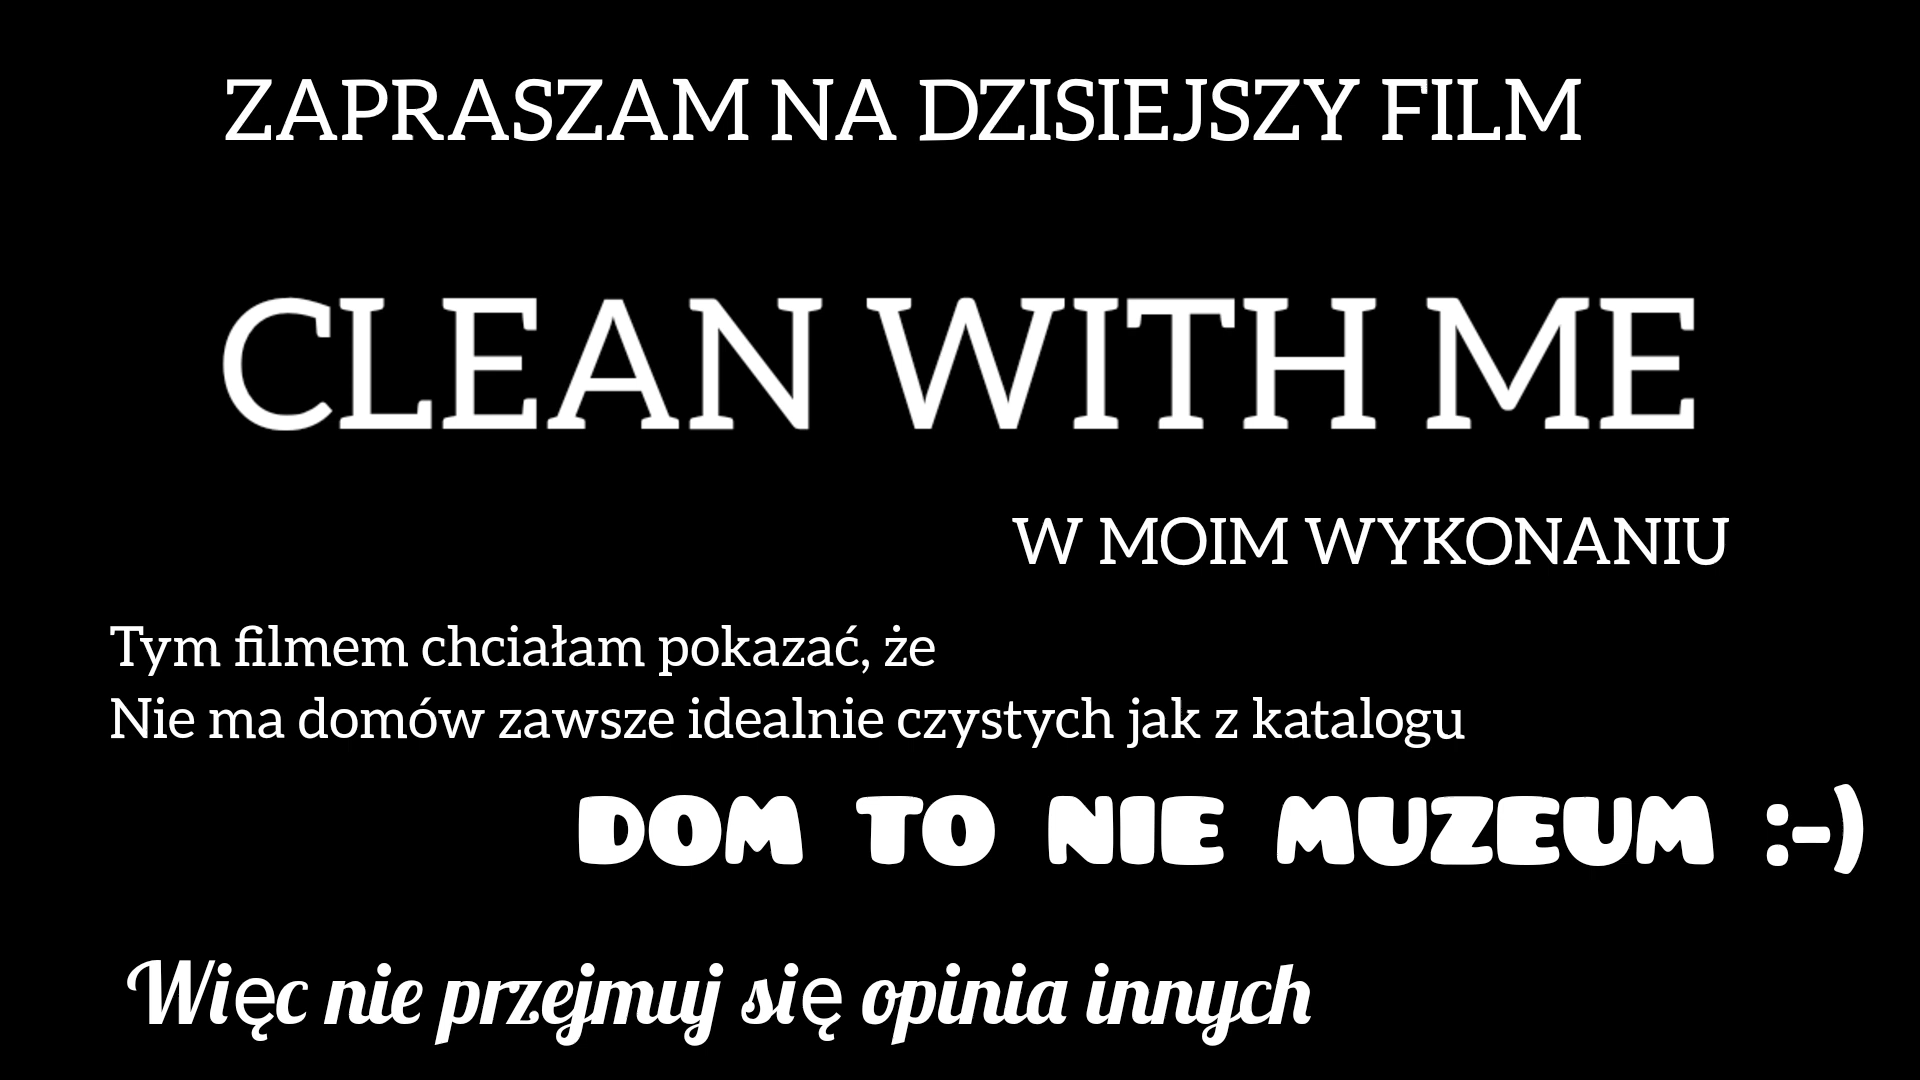 ZAPRASZAM NA DZISIEJSZY FILM
CLEAN WITH ME
W MOIM WYKONANIU
Tym filmem chciałam pokazać, że
Nie ma domów zawsze idealnie czystych jak z katalogu
DOM TO NIE MUZEUM :-)
Więc nie przejmuj się opinia innych